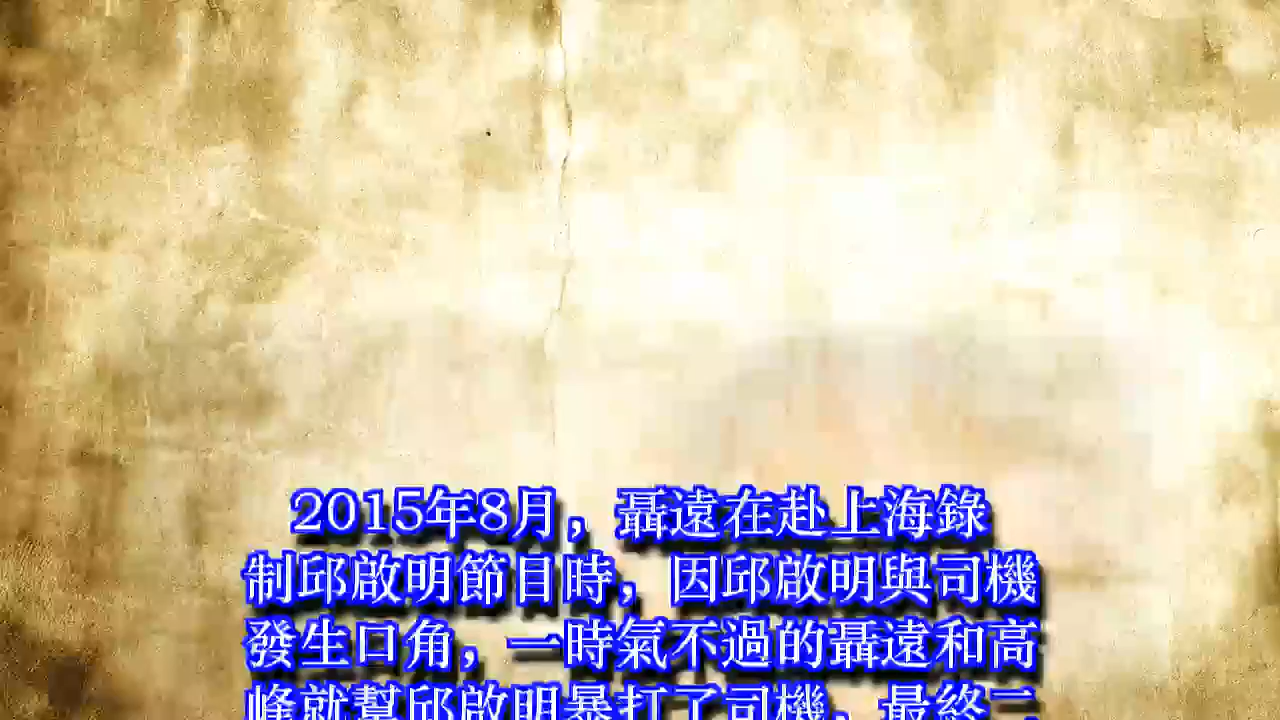 2015年8月，聶遠在赴上海錄
制邱啟明節目時，因邱啟明與司機
發生口角，一時氣不過的聶遠和高
峰就幫邱啟明暴打了司機，最終二